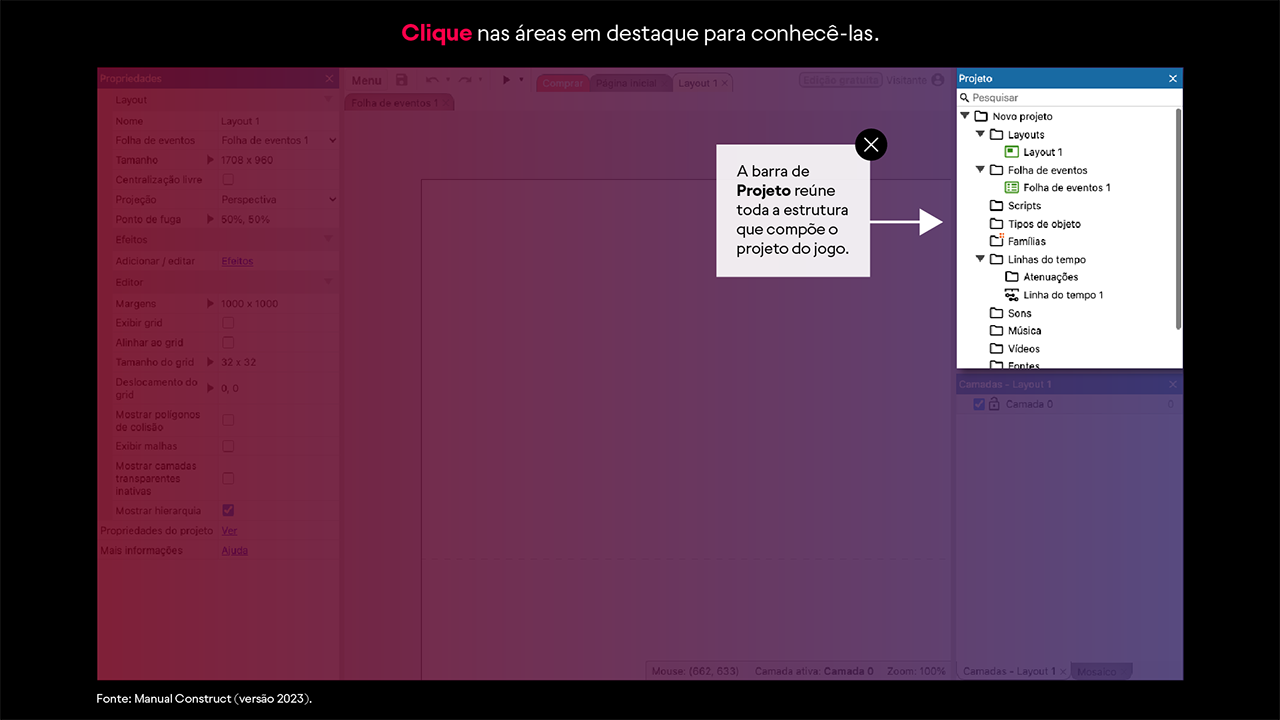 Clique nas áreas em destaque para conhecê-las.
Propriedades
Layout
Nome Layout 1
Folha de eventos Folha de eventos 1
Tamanho 1708 x 960
Centralização livre
Projeção Perspectiva
Ponto de fuga 50%, 50%
Efeitos
Adicionar / editar Efeitos
Editor
Margens 1000 x 1000
Exibir grid
Alinhar ao grid
Tamanho do grid 32 x 32
Deslocamento do
grid 0, 0
Mostrar polígonos
de colisão
Exibir malhas
Mostrar camadas
transparentes
inativas
Mostrar hierarquia
Propriedades do projeto Ver
Mais informações Ajuda
Menu Comprar Página inicial Layout 1 Edição gratuita Visitante
Folha de eventos 1
A barra de
Projeto reúne
toda a estrutura
que compõe o
projeto do jogo.
Mouse: (662, 633) Camada ativa: Camada 0 Zoom: 100%
Projeto
Pesquisar
Novo projeto
Layouts
Layout 1
Folha de eventos
Folha de eventos 1
Scripts
Tipos de objeto
Famílias
Linhas do tempo
Atenuações
Linha do tempo 1
Sons
Música
Vídeos
Fontes
Camadas - Layout 1
Camada 0 0
Camadas - Layout 1 Mosaico
Fonte: Manual Construct (versão 2023).